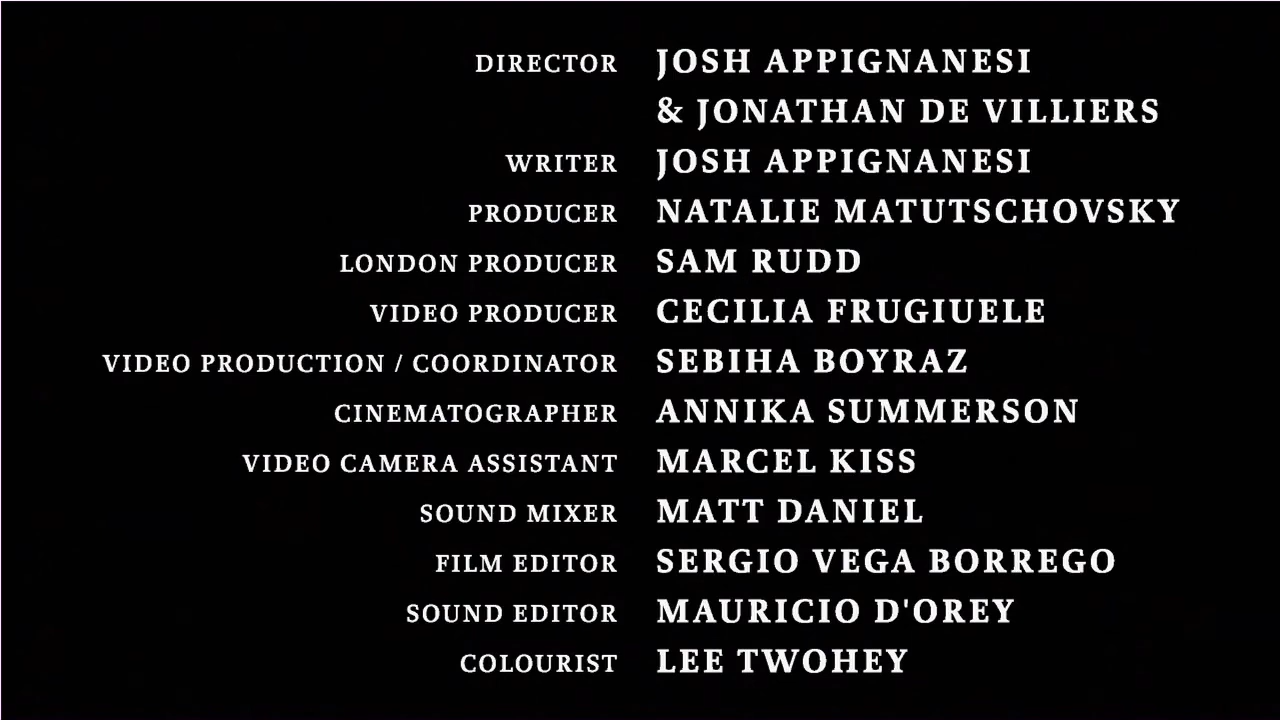 DIRECTOR JOSH APPIGNANESI
& JONATHAN DE VILLIERS
WRITER JOSH APPIGNANESI
PRODUCER NATALIE MATUTSCHOVSKY
LONDON PRODUCER SAM RUDD
VIDEO PRODUCER CECILIA FRUGIUELE
VIDEO PRODUCTION / COORDINATOR SEBIHA BOYRAZ
CINEMATOGRAPHER ANNIKA SUMMERSON
VIDEO CAMERA ASSISTANT MARCEL KISS
SOUND MIXER MATT DANIEL
FILM EDITOR SERGIO VEGA BORREGO
SOUND EDITOR MAURICIO D'OREY
COLOURIST LEE TWOHEY